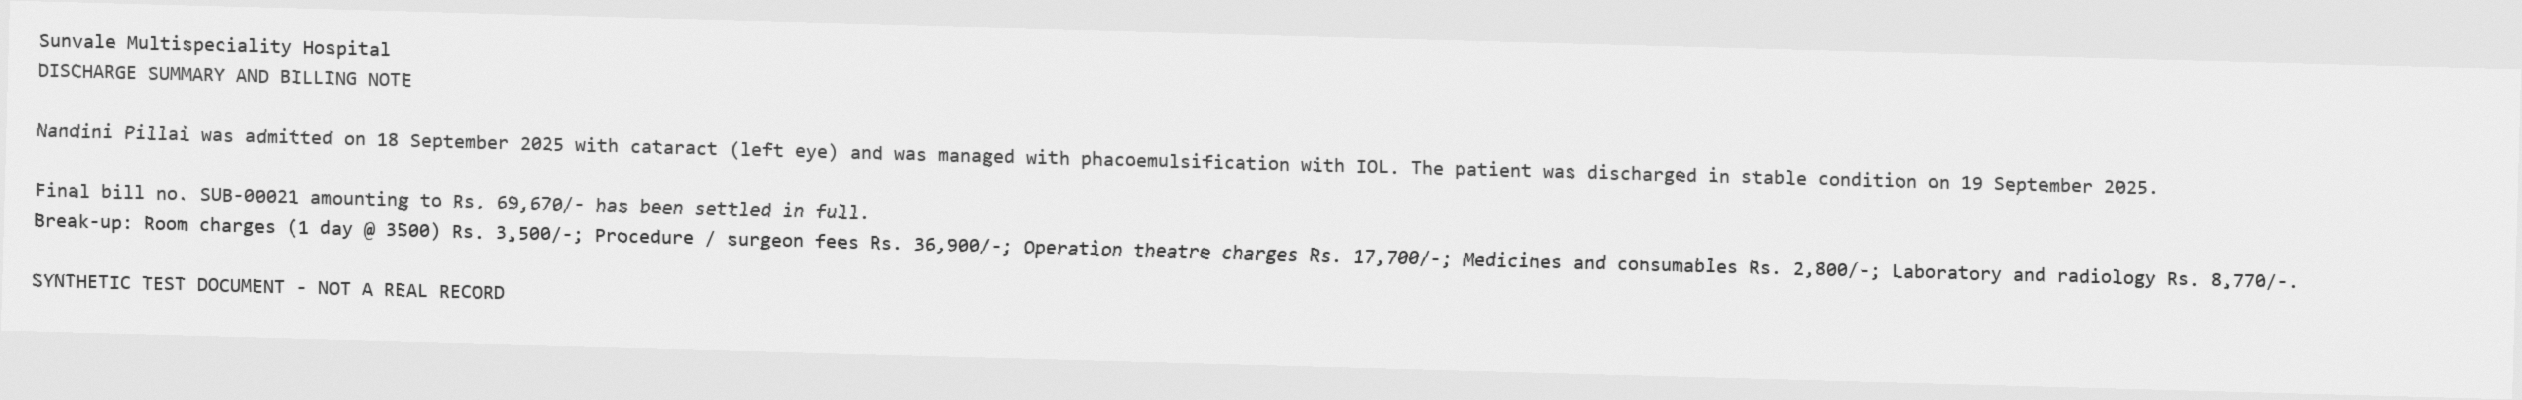 Sunvale Multispeciality Hospital
DISCHARGE SUMMARY AND BILLING NOTE
Nandini Pillai was admitted on 18 September 2025 with cataract (left eye) and was managed with phacoemulsification with IOL. The patient was discharged in stable condition on 19 September 2025.
Final bill no. SUB-00021 amounting to Rs. 69,670/- has been settled in full.
Break-up: Room charges (1 day @ 3500) Rs. 3,500/-; Procedure / surgeon fees Rs. 36,900/-; Operation theatre charges Rs. 17,700/-; Medicines and consumables Rs. 2,800/-; Laboratory and radiology Rs. 8,770/-.
SYNTHETIC TEST DOCUMENT - NOT A REAL RECORD